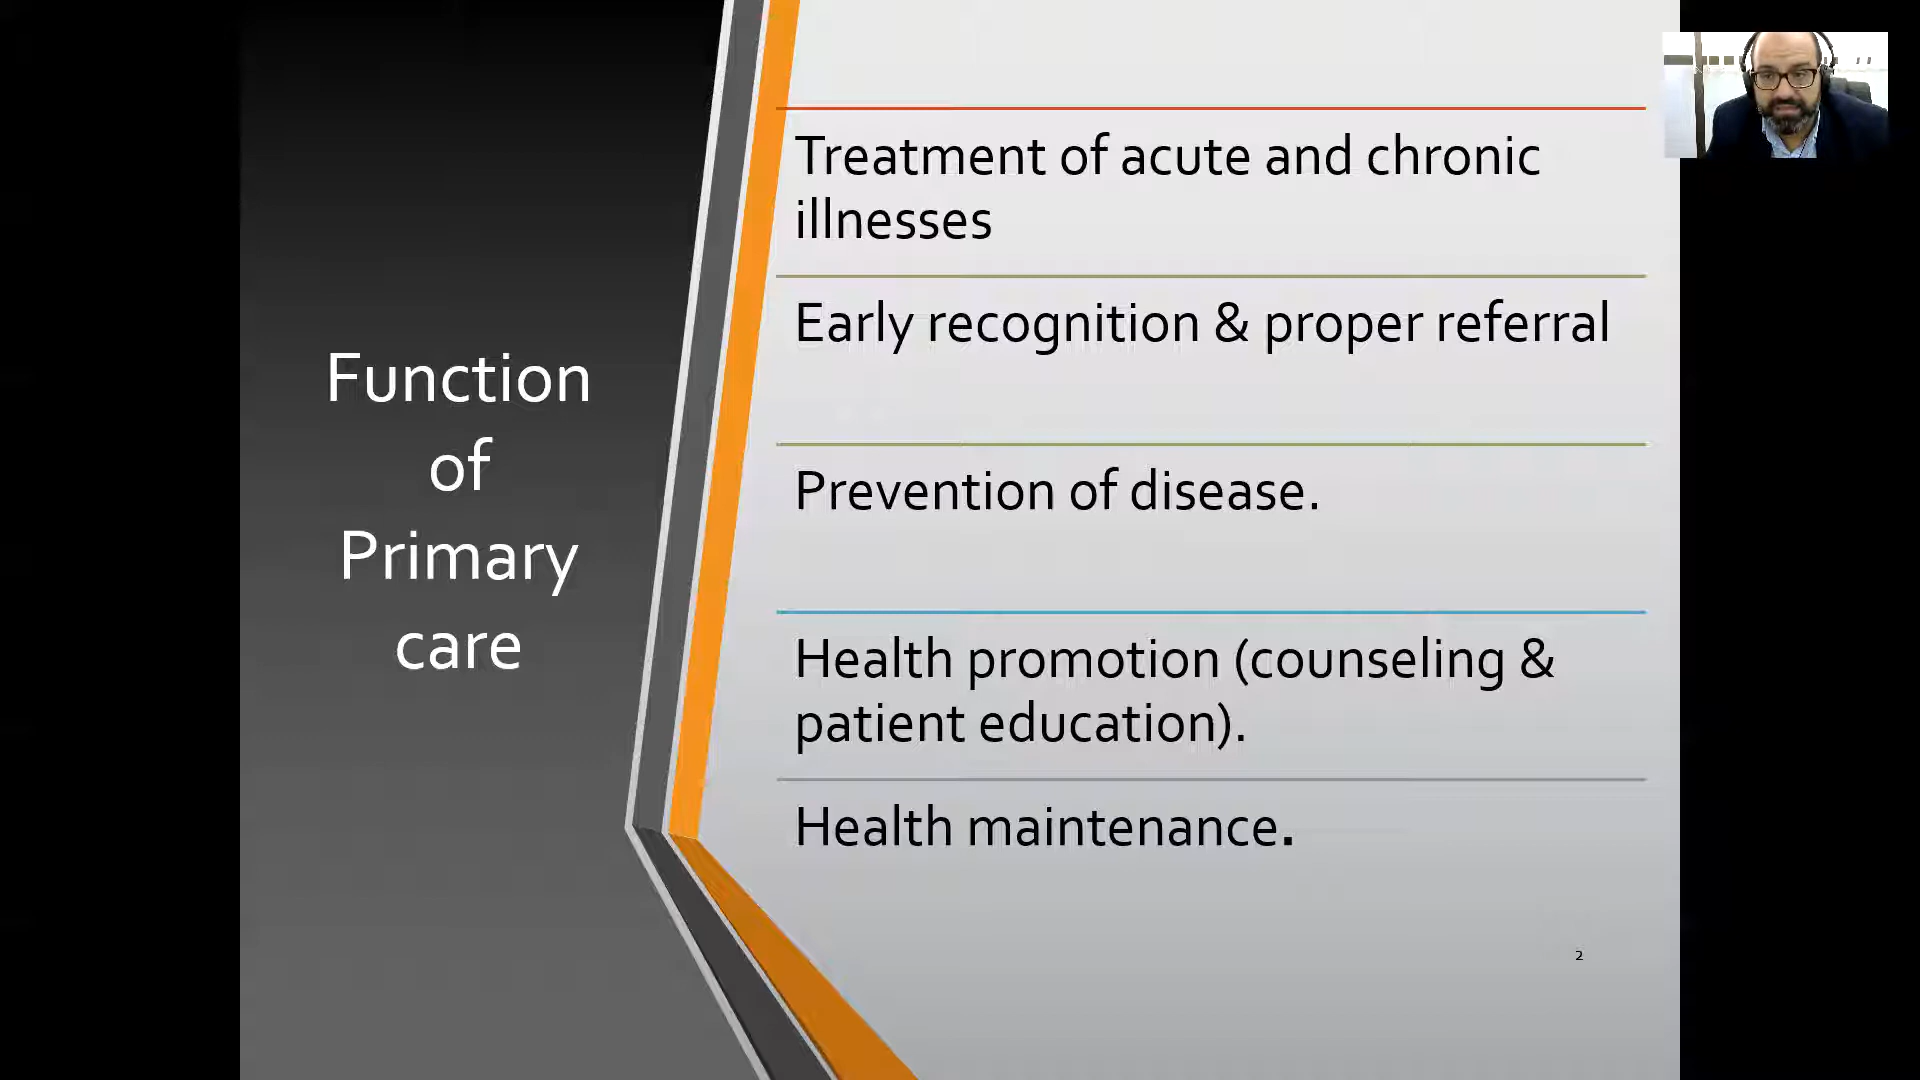 Function
of
Primary
care
Treatment of acute and chronic
illnesses
Early recognition & proper referral
Prevention of disease.
Health promotion (counseling &
patient education).
Health maintenance.
2